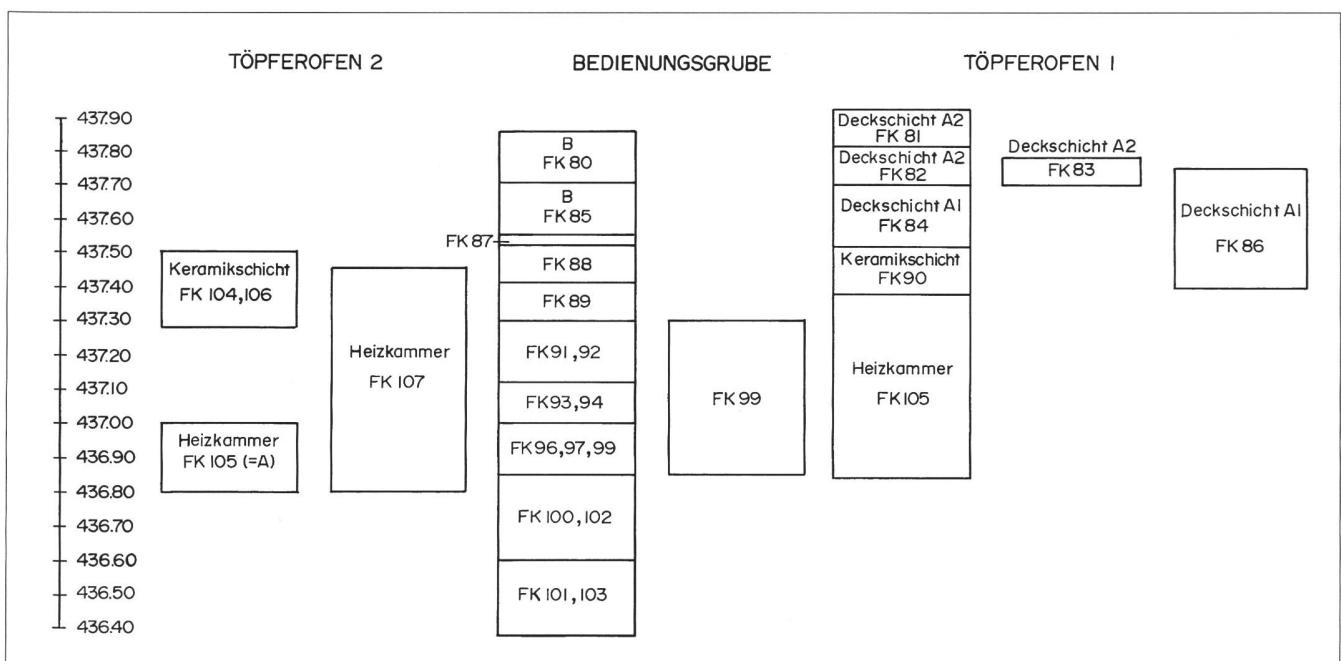 TÖPFEROFEN 2
BEDIENUNGSGRUBE
TÖPFEROFEN 1
437.90
437.80
437.70
437.60
437.50
437.40
437.30
437.20
437.10
437.00
436.90
436.80
436.70
436.60
436.50
436.40
Keramikschicht
FK 104,106
Heizkammer
FK 105 (=A)
Heizkammer
FK 107
B
FK 80
B
FK 85
FK 87
FK 88
FK 89
FK 91, 92
FK 93, 94
FK 96, 97, 99
FK 100, 102
FK 101, 103
FK 99
Deckschicht A2
FK 81
Deckschicht A2
FK 82
Deckschicht A1
FK 84
Keramikschicht
FK 90
Heizkammer
FK 105
Deckschicht A2
FK 83
Deckschicht A1
FK 86